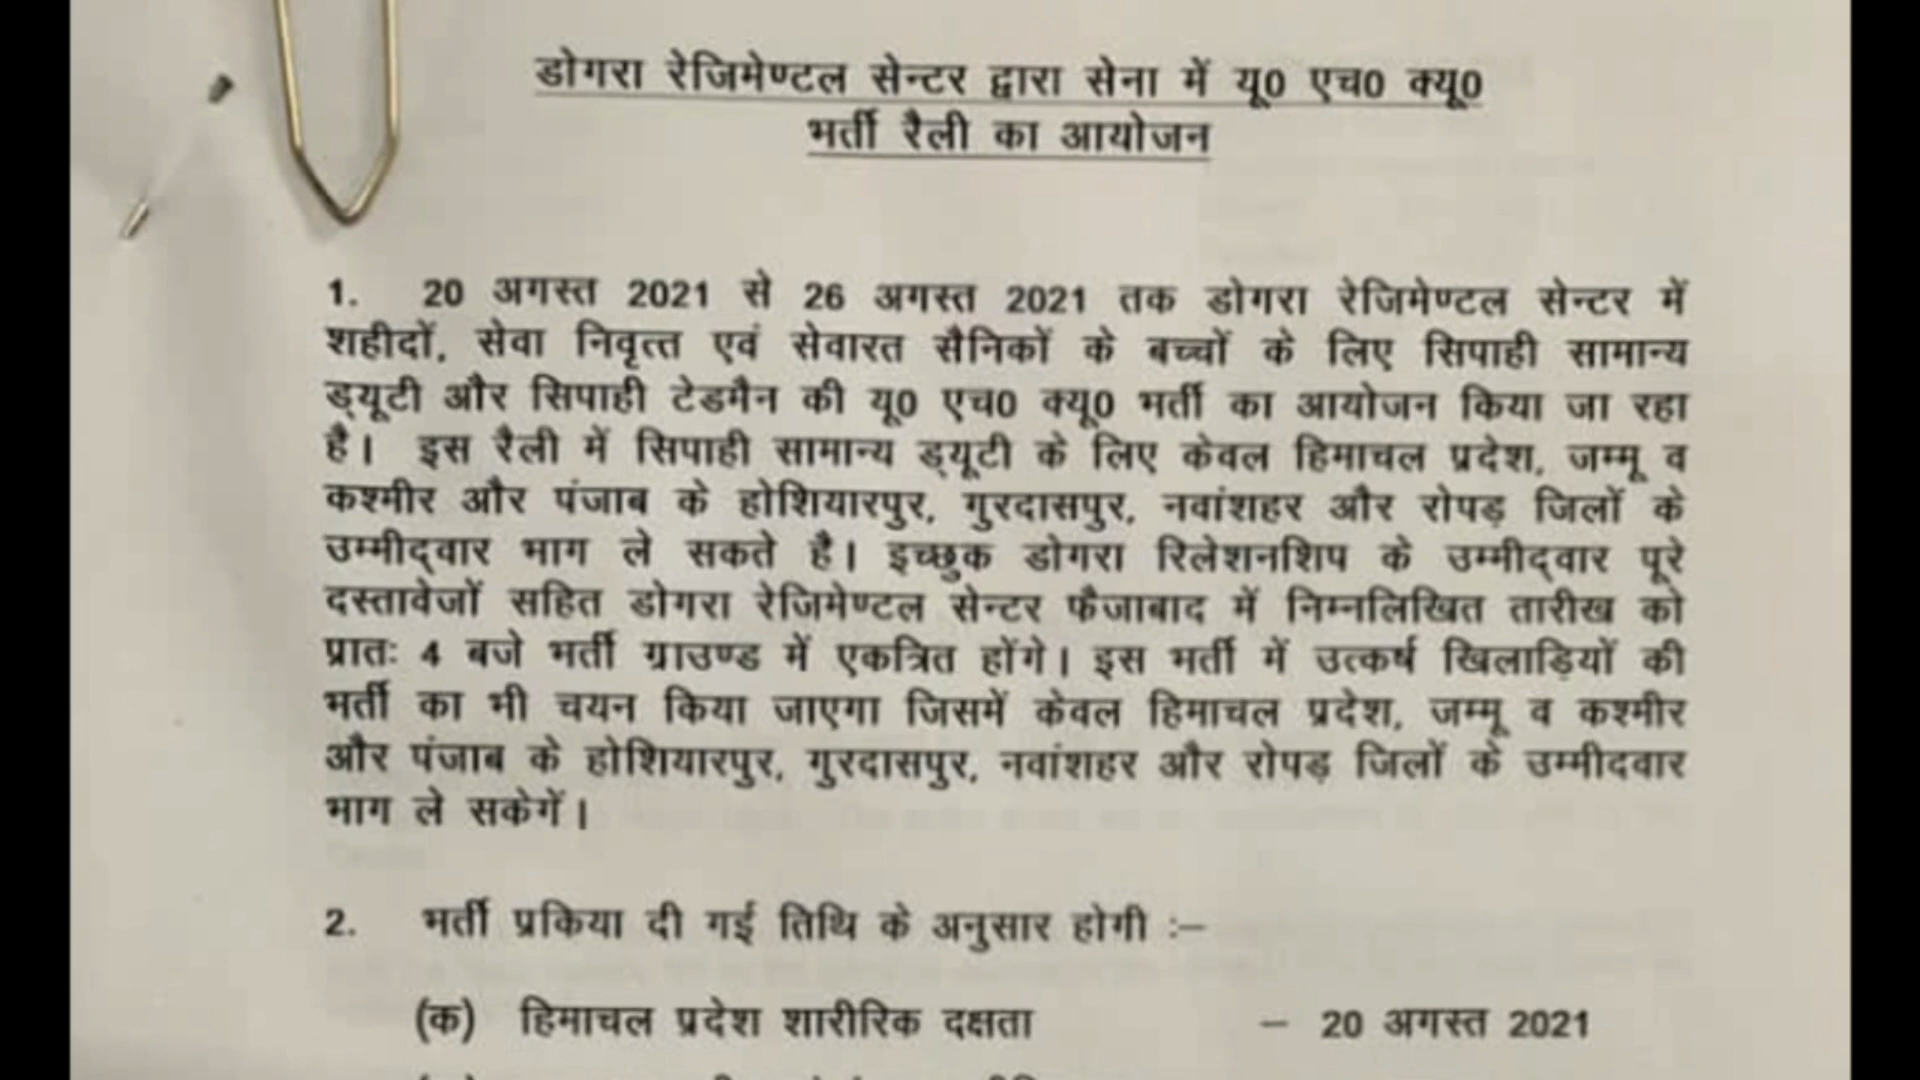 डोगरा रेजिमेण्टल सेन्टर द्वारा सेना में यू0 एच0 क्यू0
भर्ती रैली का आयोजन
1. 20 अगस्त 2021 से 26 अगस्त 2021 तक डोगरा रेजिमेण्टल सेन्टर में
शहीदों, सेवा निवृत्त एवं सेवारत सैनिकों के बच्चों के लिए सिपाही सामान्य
ड्यूटी और सिपाही टेडमैन की यू0 एच0 क्यू0 भर्ती का आयोजन किया जा रहा
है। इस रैली में सिपाही सामान्य ड्यूटी के लिए केवल हिमाचल प्रदेश, जम्मू व
कश्मीर और पंजाब के होशियारपुर, गुरदासपुर, नवांशहर और रोपड़ जिलों के
उम्मीद्वार भाग ले सकते है। इच्छुक डोगरा रिलेशनशिप के उम्मीद्वार पूरे
दस्तावेजों सहित डोगरा रेजिमेण्टल सेन्टर फैजाबाद में निम्नलिखित तारीख को
प्रातः 4 बजे भर्ती ग्राउण्ड में एकत्रित होंगे। इस भर्ती में उत्कर्ष खिलाड़ियों की
भर्ती का भी चयन किया जाएगा जिसमें केवल हिमाचल प्रदेश, जम्मू व कश्मीर
और पंजाब के होशियारपुर, गुरदासपुर, नवांशहर और रोपड़ जिलों के उम्मीदवार
भाग ले सकेगें।
2. भर्ती प्रकिया दी गई तिथि के अनुसार होगी :–
(क) हिमाचल प्रदेश शारीरिक दक्षता – 20 अगस्त 2021